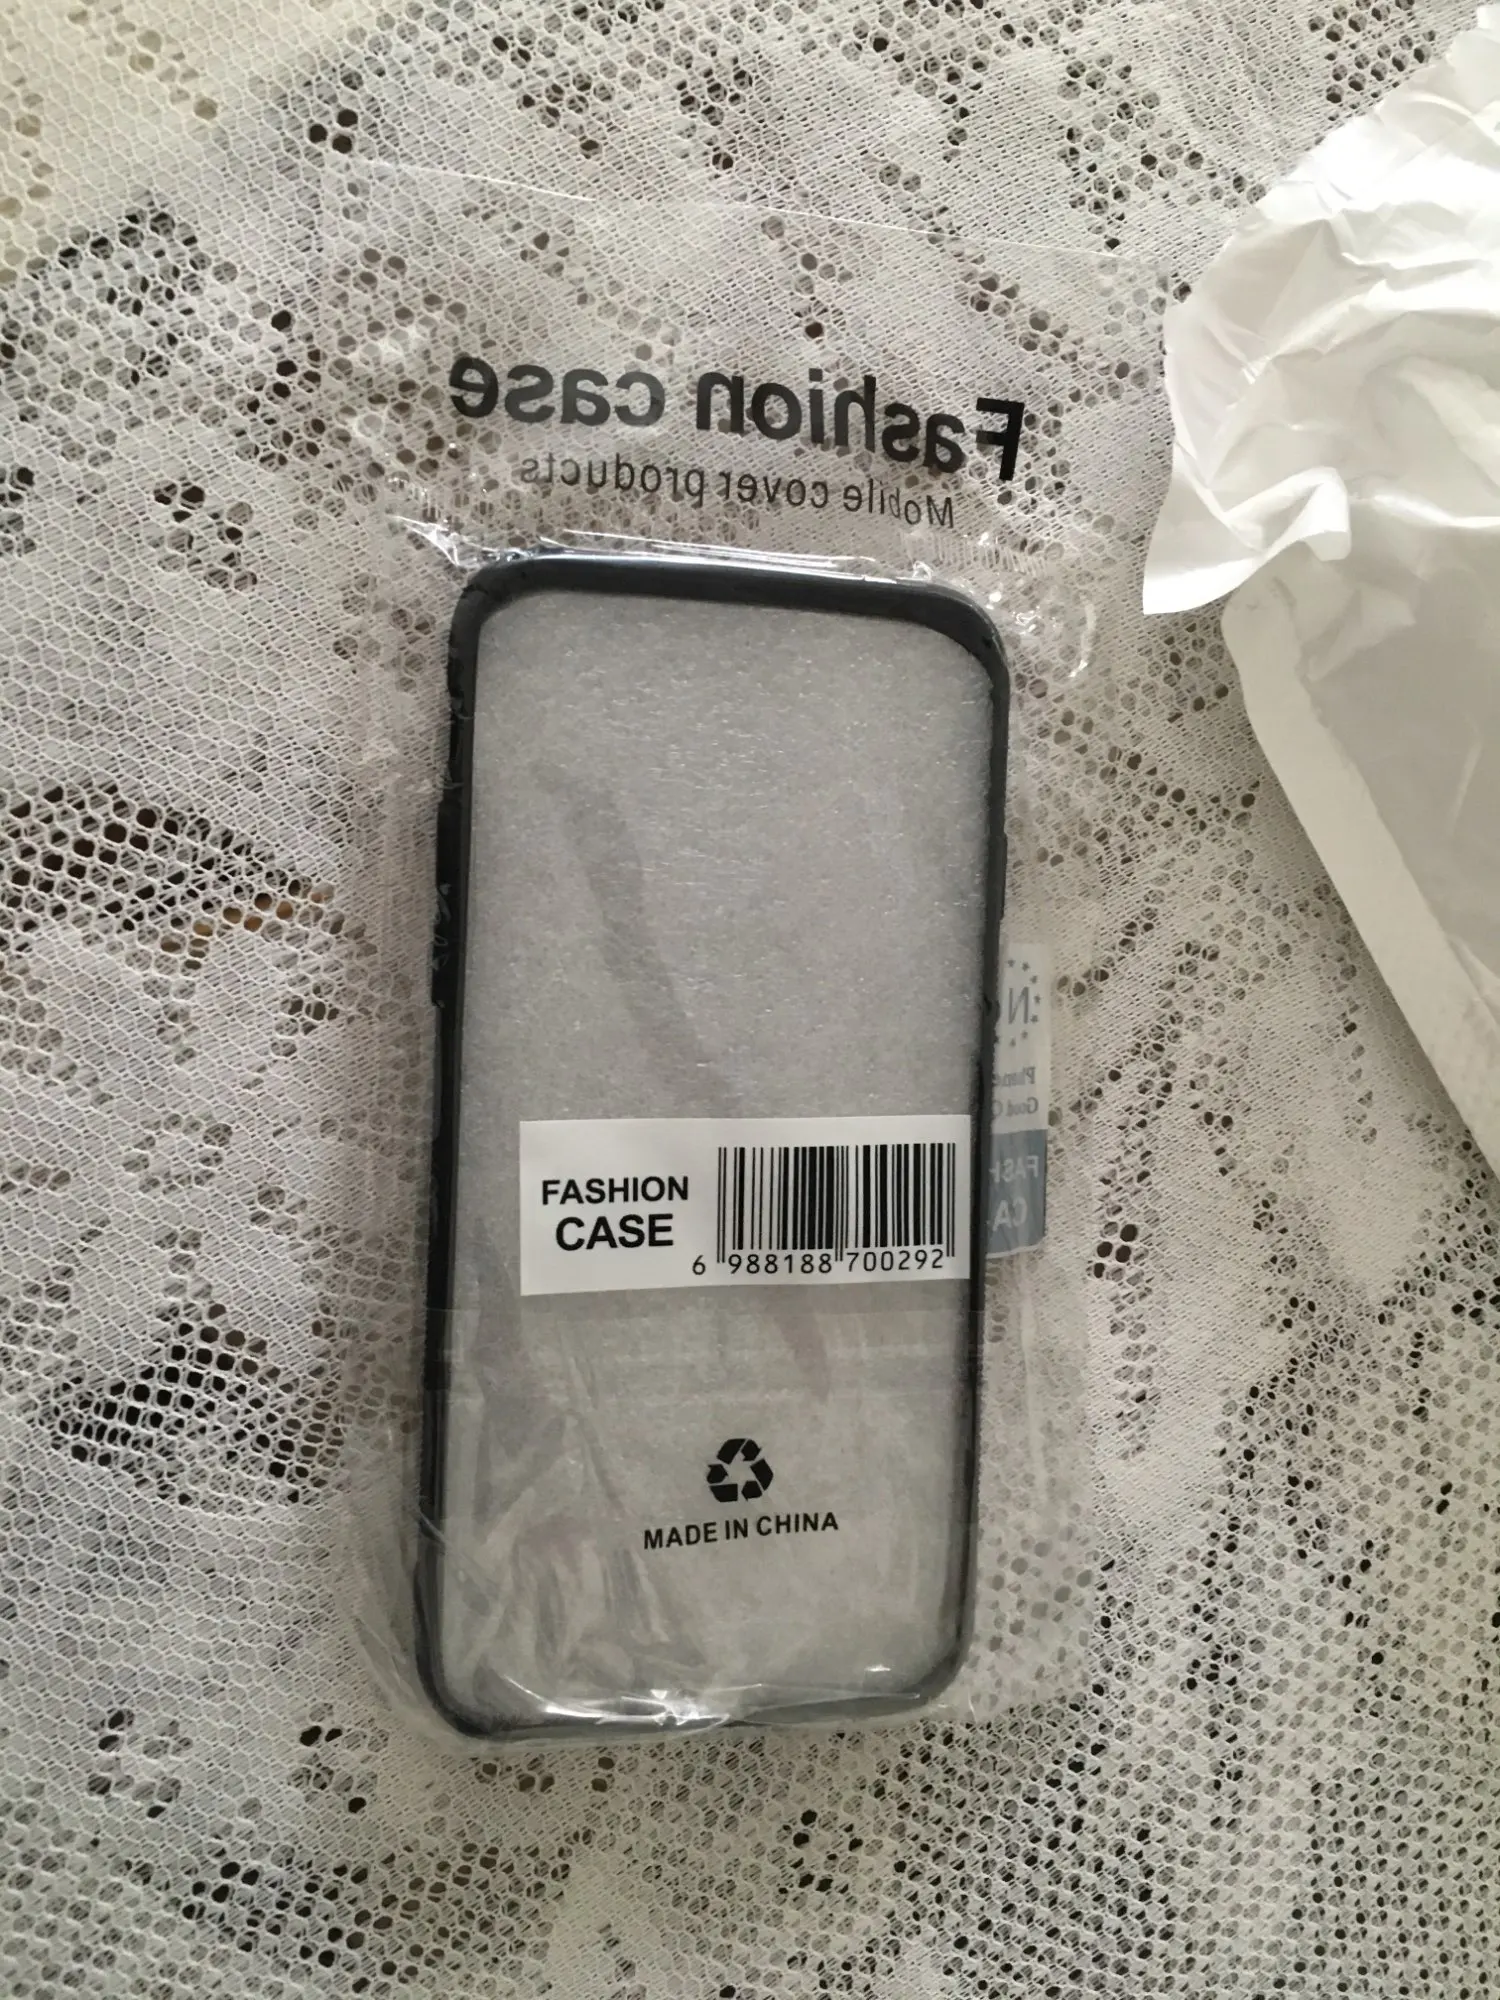 Fashion case
Mobile cover products
FASHION
CASE
6 988188 700292
MADE IN CHINA